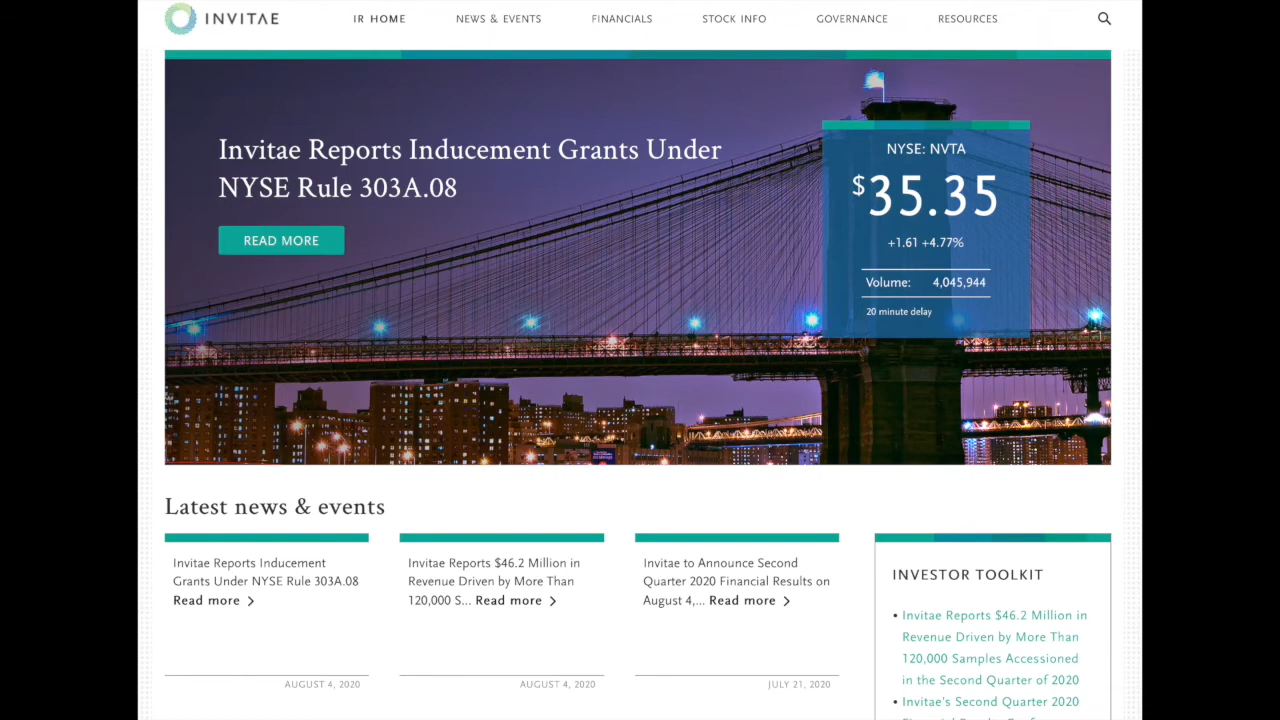 INVITAE
IR HOME
NEWS & EVENTS
FINANCIALS
STOCK INFO
GOVERNANCE
RESOURCES
Invitae Reports Inducement Grants Under
NYSE Rule 303A.08
READ MORE
NYSE: NVTA
$35.35
+1.61 +4.77%
Volume: 4,045,944
20 minute delay
Latest news & events
Invitae Reports Inducement
Grants Under NYSE Rule 303A.08
Read more >
AUGUST 4, 2020
Invitae Reports $46.2 Million in
Revenue Driven by More Than
120,000 S... Read more >
AUGUST 4, 2020
Invitae to Announce Second
Quarter 2020 Financial Results on
August 4,... Read more >
JULY 21, 2020
INVESTOR TOOLKIT
• Invitae Reports $46.2 Million in
Revenue Driven by More Than
120,000 Samples Accessioned
in the Second Quarter of 2020
• Invitae's Second Quarter 2020